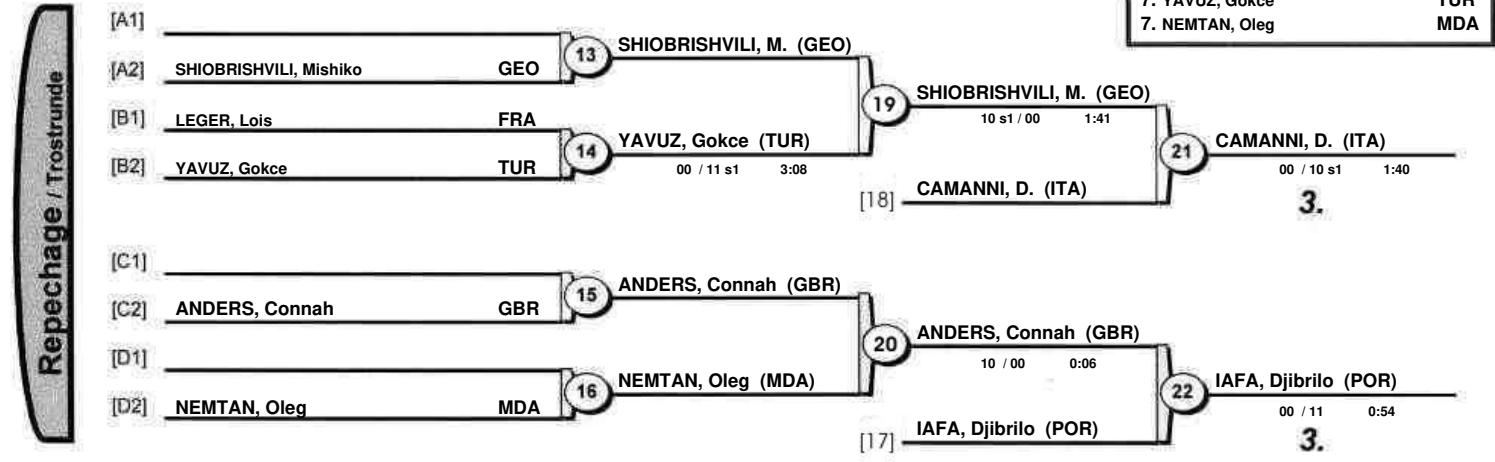 7. YAVUZ, Gokce TUR
7. NEMTAN, Oleg MDA
Repechage / Trostrunde
[A1]
[A2] SHIOBRISHVILI, Mishiko GEO
13
SHIOBRISHVILI, M. (GEO)
[B1] LEGER, Lois FRA
[B2] YAVUZ, Gokce TUR
14
YAVUZ, Gokce (TUR)
00 / 11 s1 3:08
19
SHIOBRISHVILI, M. (GEO)
10 s1 / 00 1:41
[18] CAMANNI, D. (ITA)
21
CAMANNI, D. (ITA)
00 / 10 s1 1:40
3.
[C1]
[C2] ANDERS, Connah GBR
15
ANDERS, Connah (GBR)
[D1]
[D2] NEMTAN, Oleg MDA
16
NEMTAN, Oleg (MDA)
20
ANDERS, Connah (GBR)
10 / 00 0:06
[17] IAFA, Djibrilo (POR)
22
IAFA, Djibrilo (POR)
00 / 11 0:54
3.